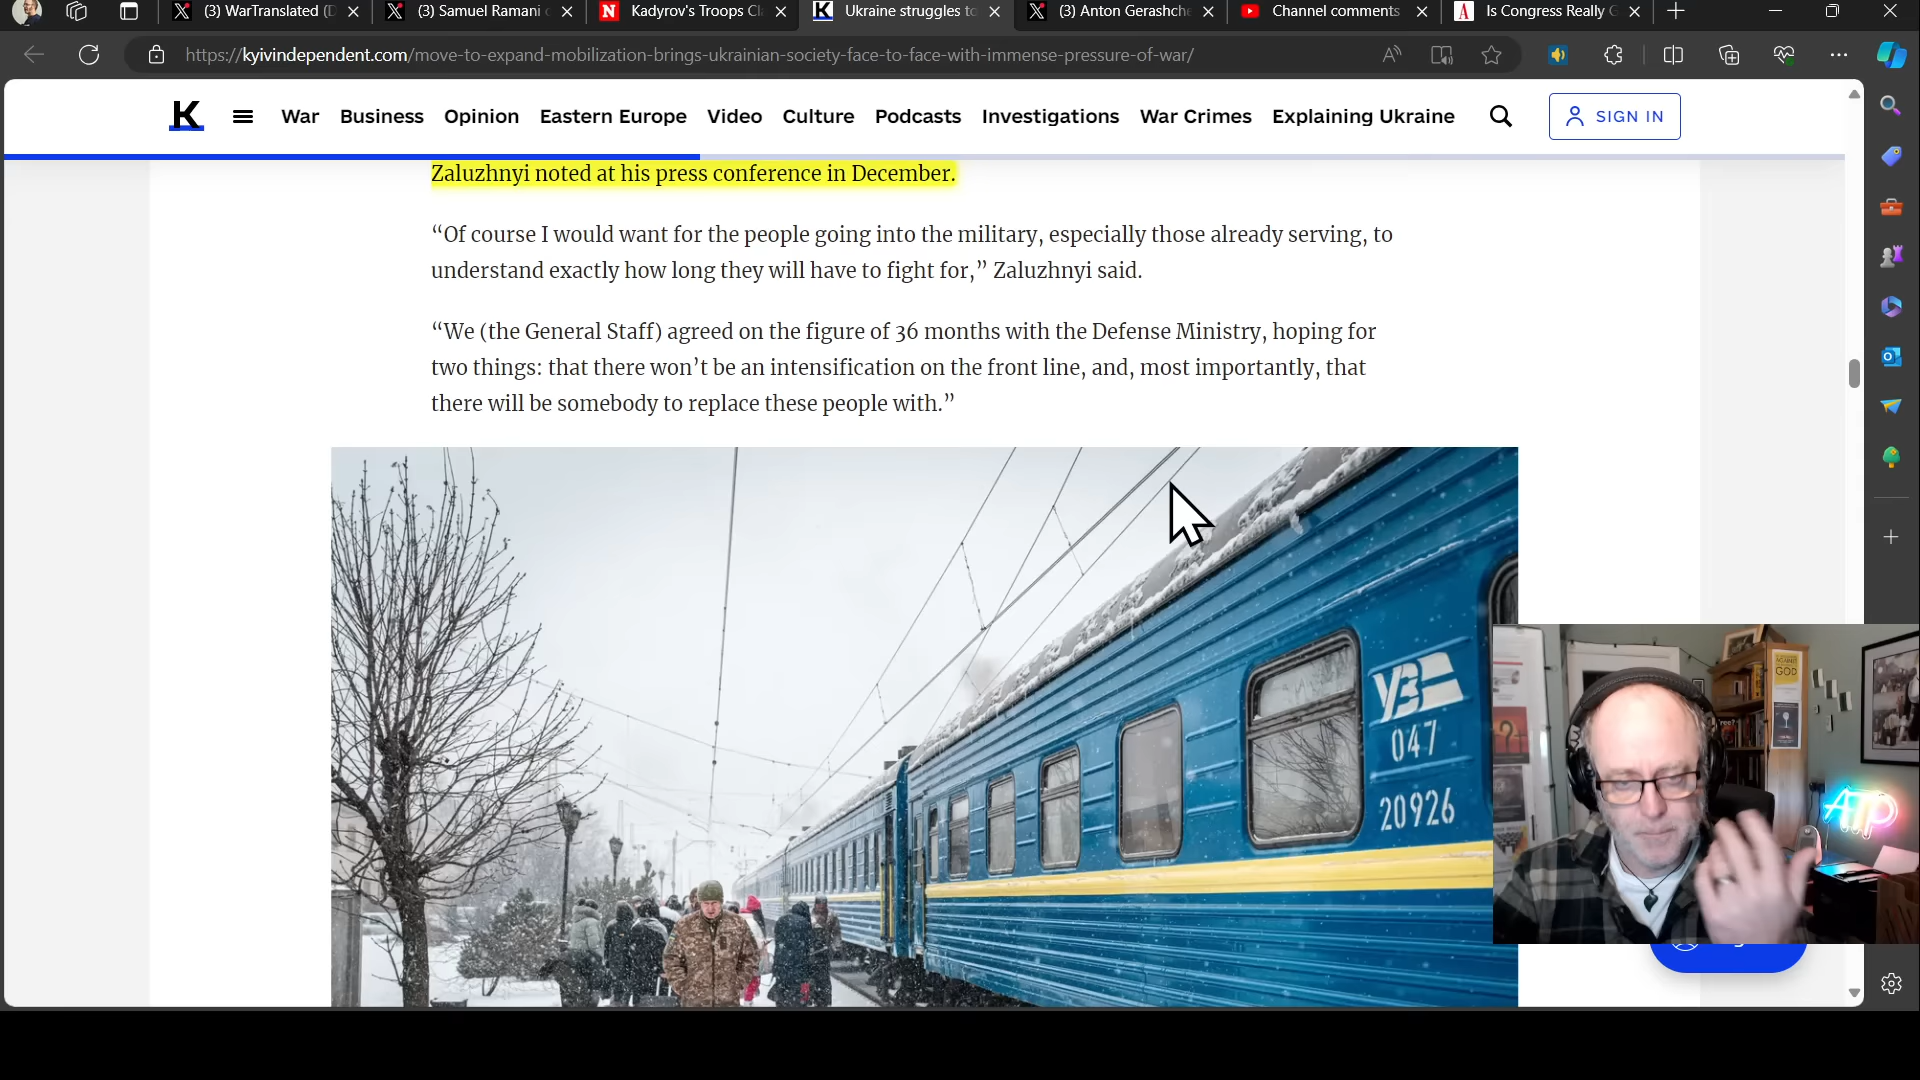 (3) WarTranslated (D
(3) Samuel Ramani
Kadyrov's Troops Cl
Ukraine struggles to
(3) Anton Gerashche
Channel comments
Is Congress Really G
https://kyivindependent.com/move-to-expand-mobilization-brings-ukrainian-society-face-to-face-with-immense-pressure-of-war/
K
War
Business
Opinion
Eastern Europe
Video
Culture
Podcasts
Investigations
War Crimes
Explaining Ukraine
SIGN IN
Zaluzhnyi noted at his press conference in December.
“Of course I would want for the people going into the military, especially those already serving, to
understand exactly how long they will have to fight for,” Zaluzhnyi said.
“We (the General Staff) agreed on the figure of 36 months with the Defense Ministry, hoping for
two things: that there won’t be an intensification on the front line, and, most importantly, that
there will be somebody to replace these people with.”
УЗ
047
20926
GOD
ATP